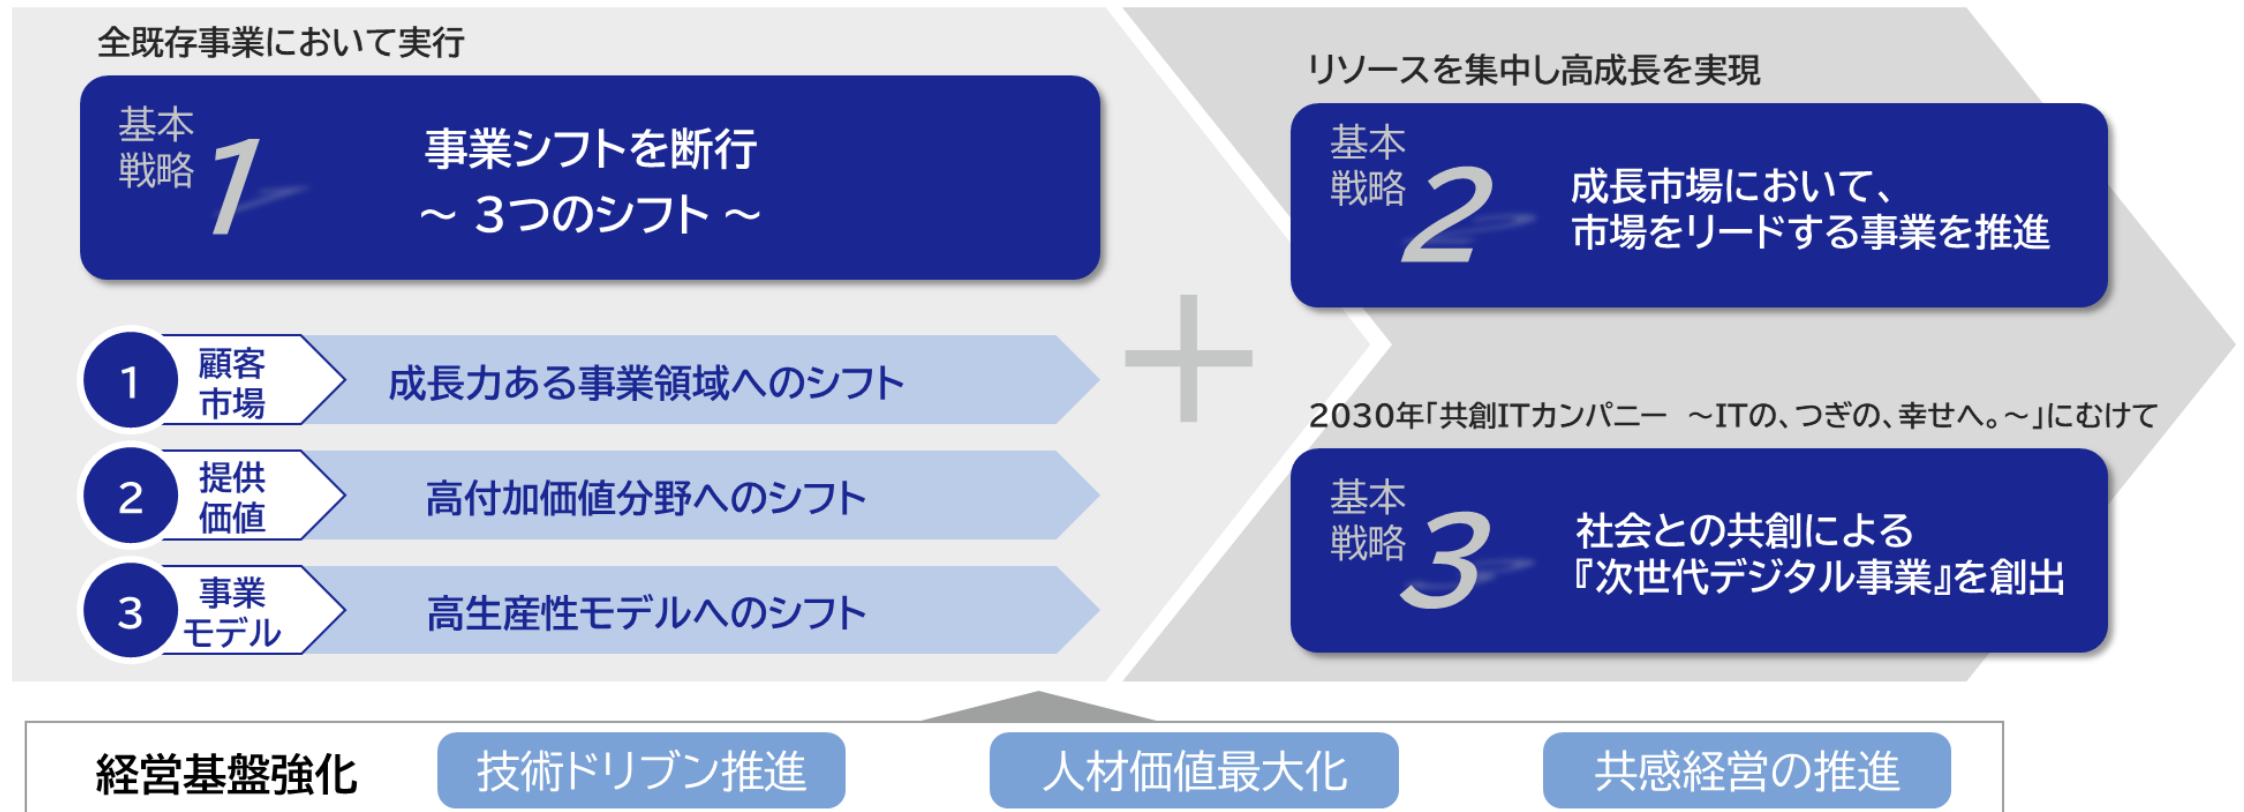 全既存事業において実行
基本
戦略
1
事業シフトを断行
～ 3つのシフト ～
1
顧客
市場
成長力ある事業領域へのシフト
2
提供
価値
高付加価値分野へのシフト
3
事業
モデル
高生産性モデルへのシフト
＋
リソースを集中し高成長を実現
基本
戦略
2
成長市場において、
市場をリードする事業を推進
2030年「共創ITカンパニー　～ITの、つぎの、幸せへ。～」にむけて
基本
戦略
3
社会との共創による
『次世代デジタル事業』を創出
経営基盤強化
技術ドリブン推進
人材価値最大化
共感経営の推進